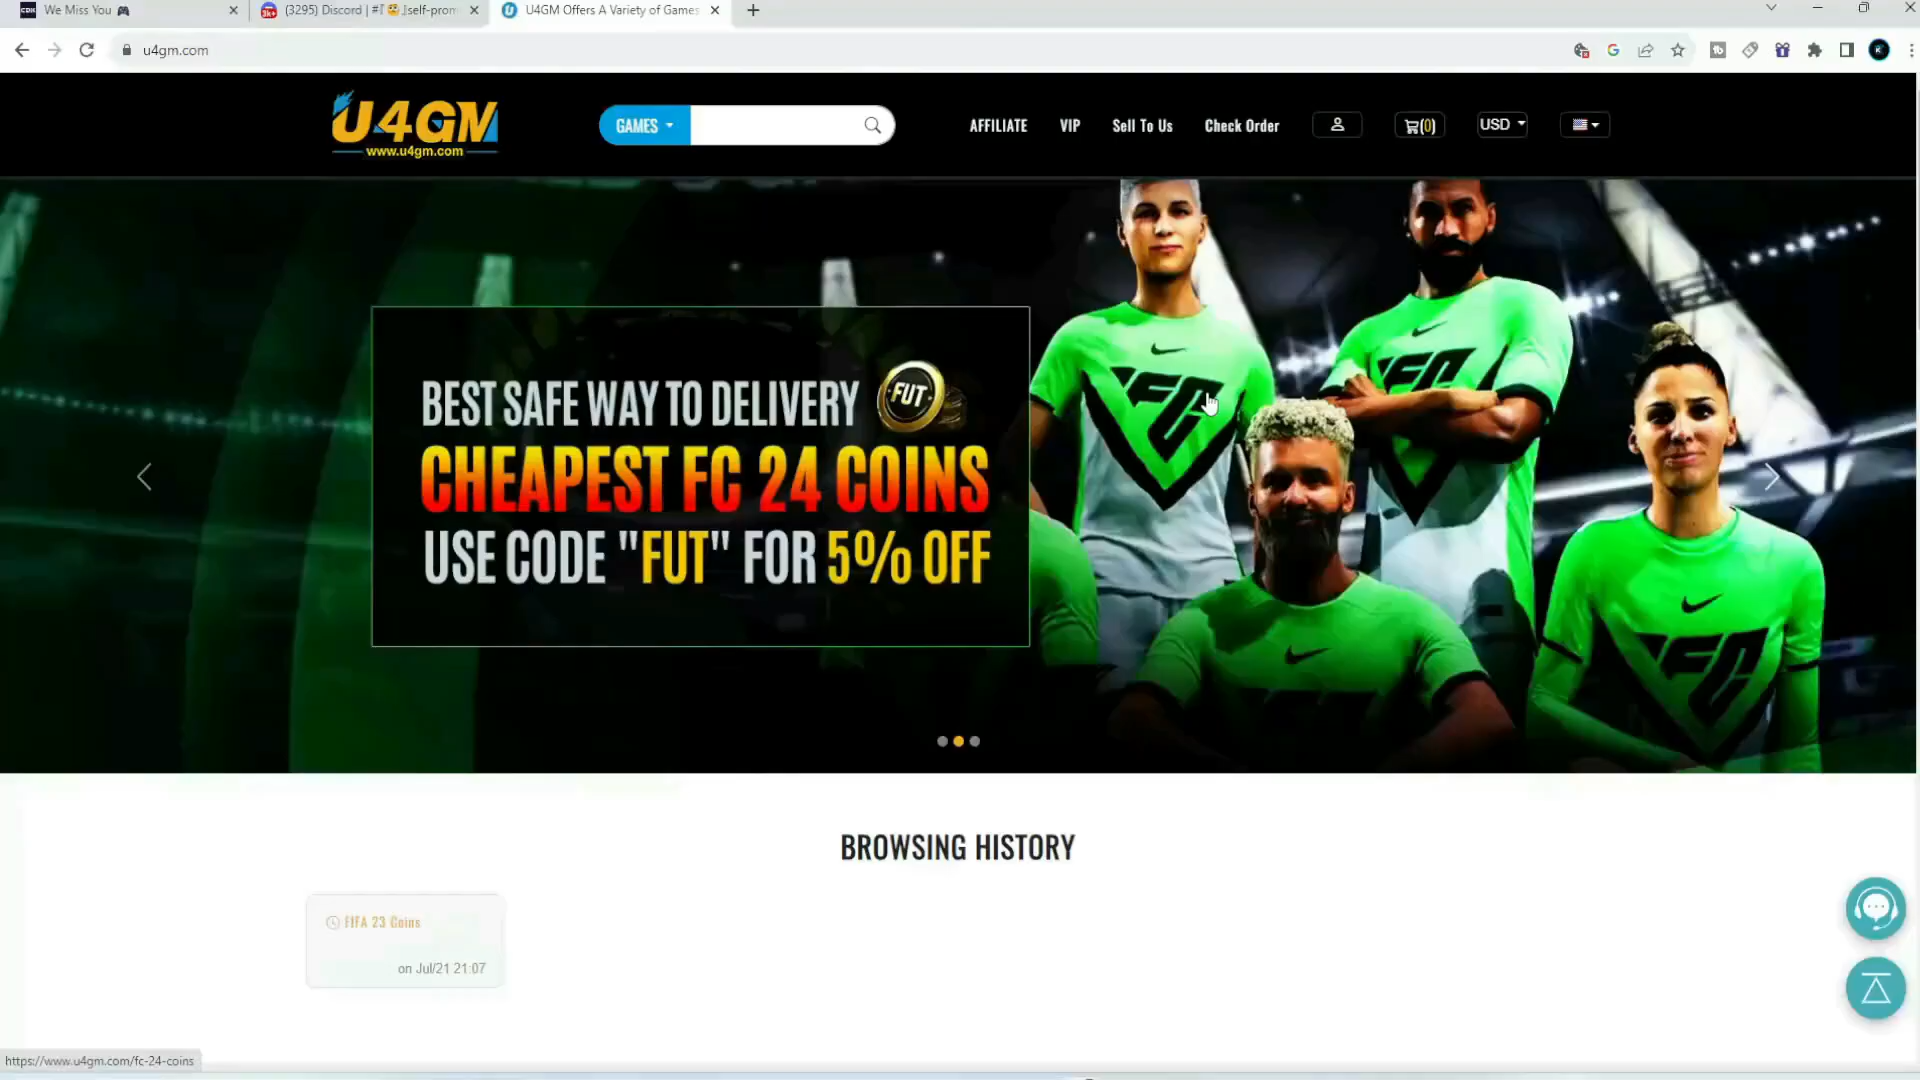 We Miss You 🎮
(3295) Discord | #
self-prom
U4GM Offers A Variety of Games
u4gm.com
U4GM
www.u4gm.com
GAMES
AFFILIATE
VIP
Sell To Us
Check Order
(0)
USD
BEST SAFE WAY TO DELIVERY
FUT
CHEAPEST FC 24 COINS
USE CODE "FUT" FOR 5% OFF
BROWSING HISTORY
FIFA 23 Coins
on Jul/21 21:07
https://www.u4gm.com/fc-24-coins